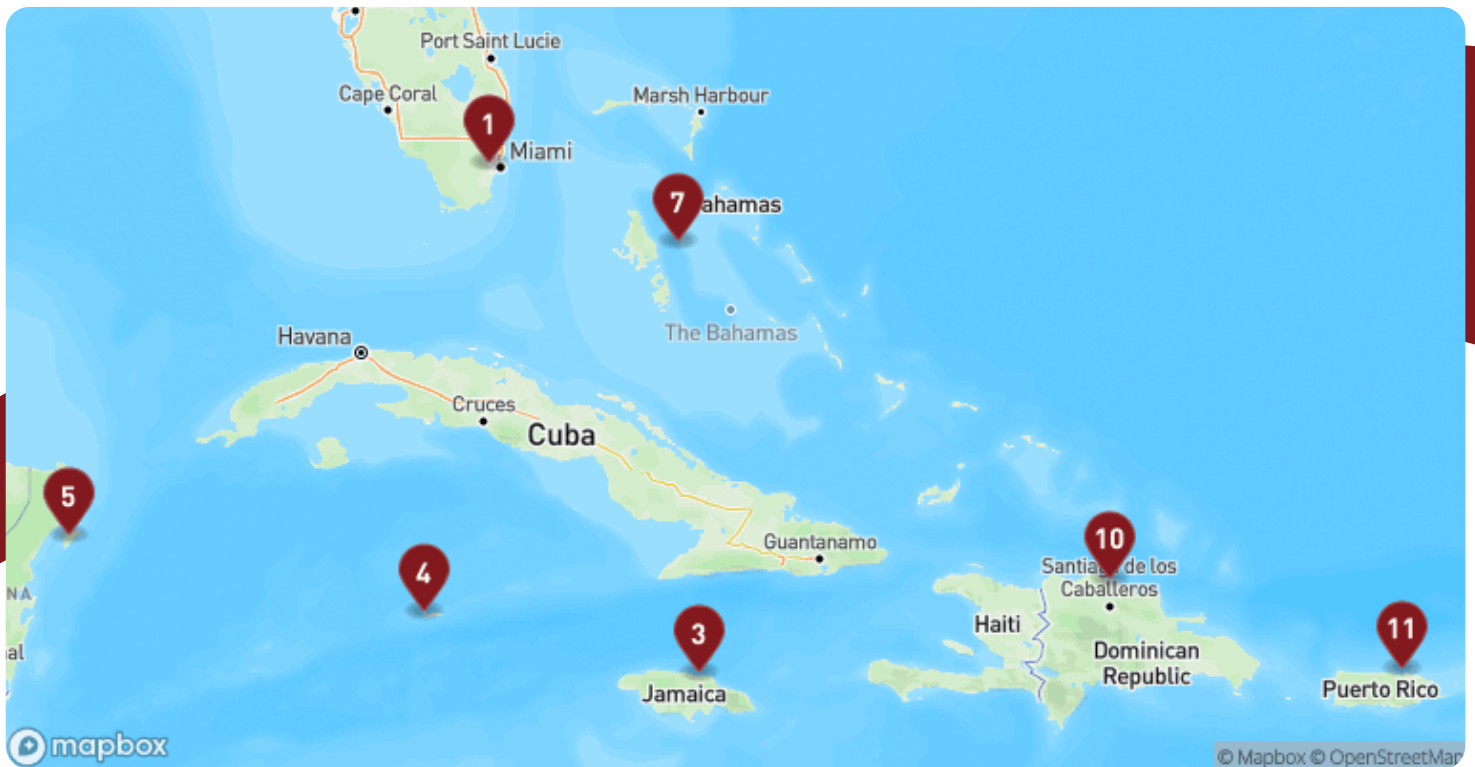 Port Saint Lucie
Cape Coral
Marsh Harbour
1
Miami
7
ahamas
The Bahamas
Havana
Cruces
Cuba
5
Guantanamo
10
4
Santia de los
Caballeros
NA
3
Haiti
11
al
Dominican
Republic
Jamaica
Puerto Rico
mapbox
© Mapbox © OpenStreetMap